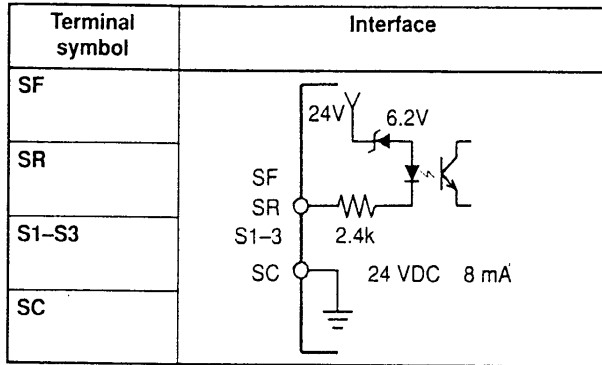 Terminal
symbol
Interface
SF
SR
S1–S3
SC
24V
6.2V
SF
SR
S1–3
2.4k
SC
24 VDC 8 mA